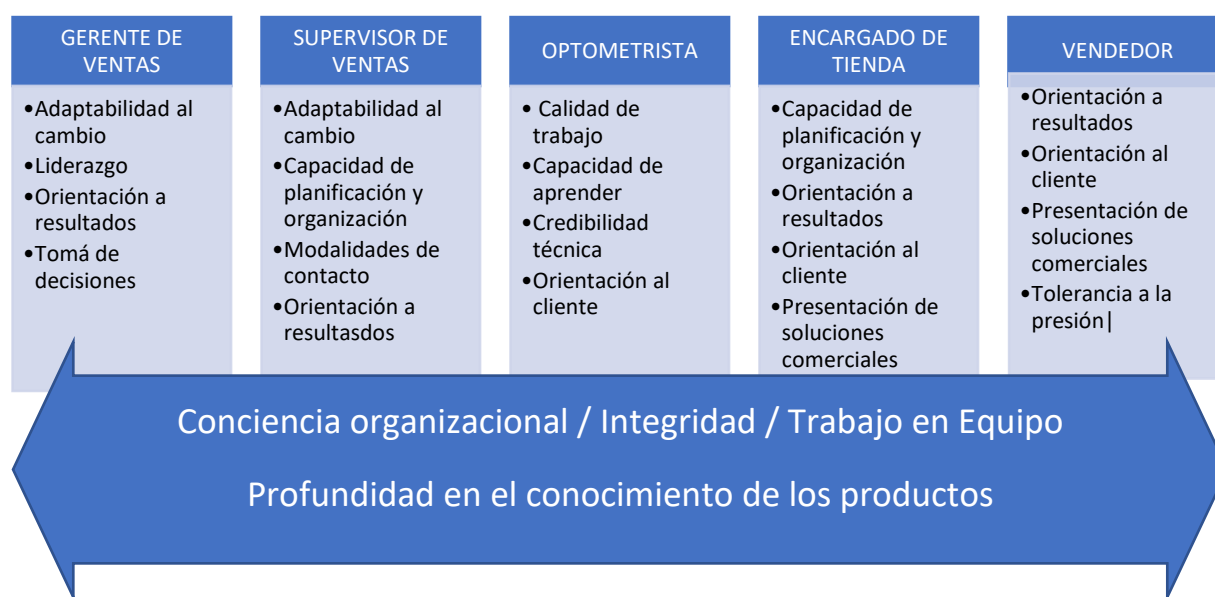 GERENTE DE
VENTAS
•Adaptabilidad al
cambio
•Liderazgo
•Orientación a
resultados
•Tomá de
decisiones
SUPERVISOR DE
VENTAS
•Adaptabilidad al
cambio
•Capacidad de
planificación y
organización
•Modalidades de
contacto
•Orientación a
resultasdos
OPTOMETRISTA
• Calidad de
trabajo
•Capacidad de
aprender
•Credibilidad
técnica
•Orientación al
cliente
ENCARGADO DE
TIENDA
•Capacidad de
planificación y
organización
•Orientación a
resultados
•Orientación al
cliente
•Presentación de
soluciones
comerciales
VENDEDOR
•Orientación a
resultados
•Orientación al
cliente
•Presentación de
soluciones
comerciales
•Tolerancia a la
presión|
Conciencia organizacional / Integridad / Trabajo en Equipo
Profundidad en el conocimiento de los productos